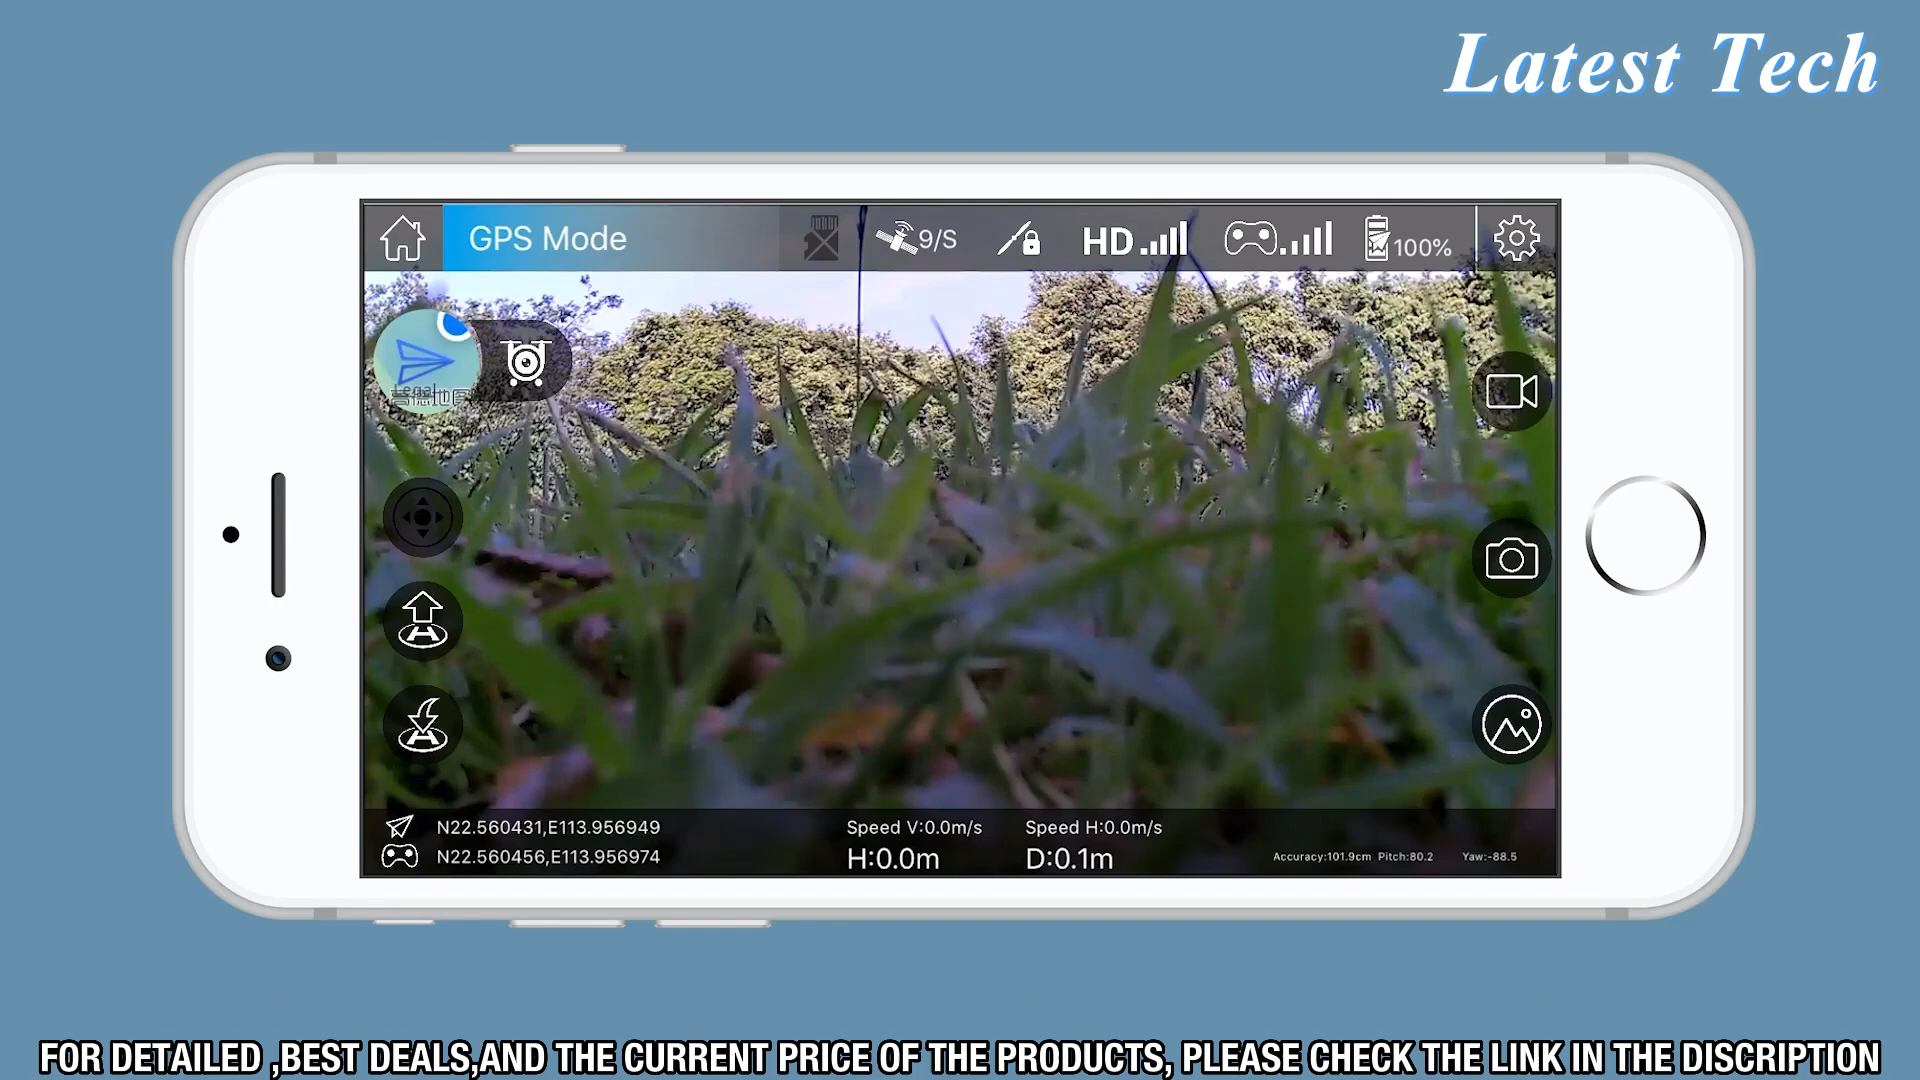 Latest Tech
GPS Mode
9/S
HD
100%
Legal
N22.560431,E113.956949
Speed V:0.0m/s
Speed H:0.0m/s
N22.560456,E113.956974
H:0.0m
D:0.1m
Accuracy:101.9cm Pitch:80.2
Yaw:-88.5
FOR DETAILED ,BEST DEALS,AND THE CURRENT PRICE OF THE PRODUCTS, PLEASE CHECK THE LINK IN THE DISCRIPTION